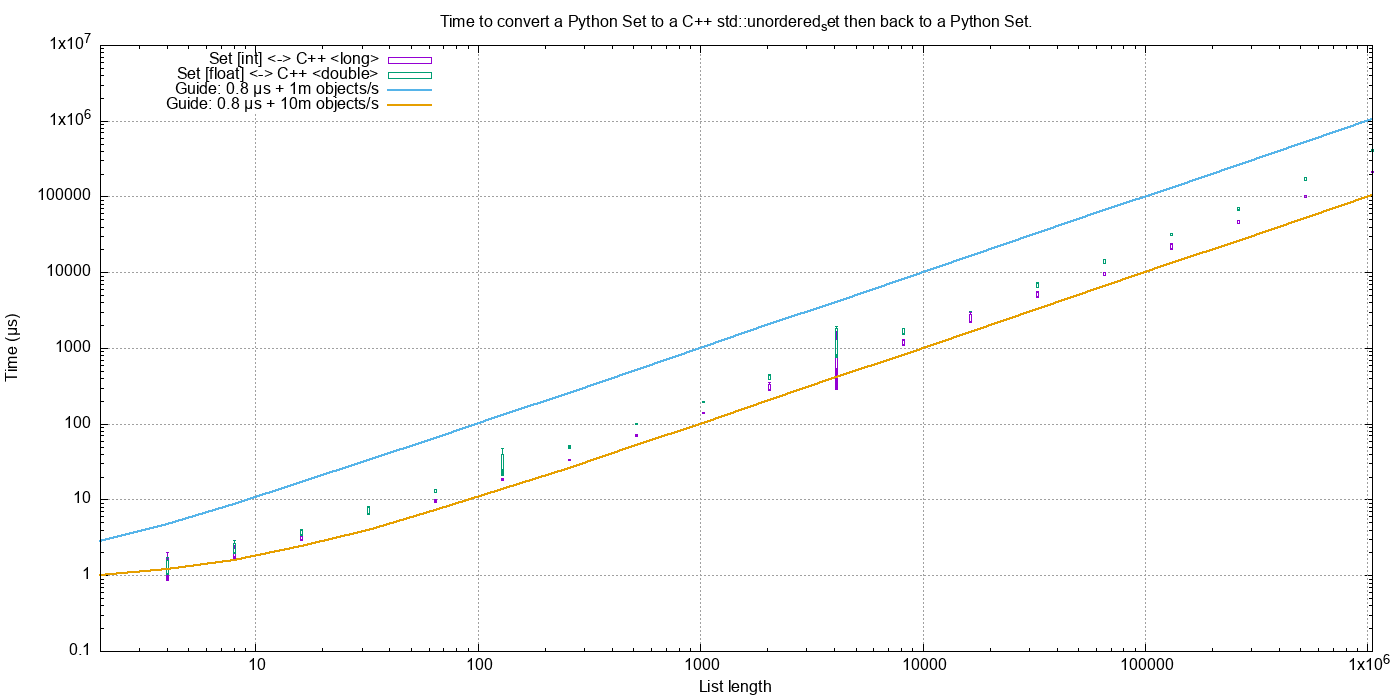 Time to convert a Python Set to a C++ std::unordered_set then back to a Python Set.
Set [int] <-> C++ <long>
Set [float] <-> C++ <double>
Guide: 0.8 µs + 1m objects/s
Guide: 0.8 µs + 10m objects/s
1x10^7
1x10^6
100000
10000
1000
100
10
1
0.1
Time (µs)
10
100
1000
10000
100000
1x10^6
List length